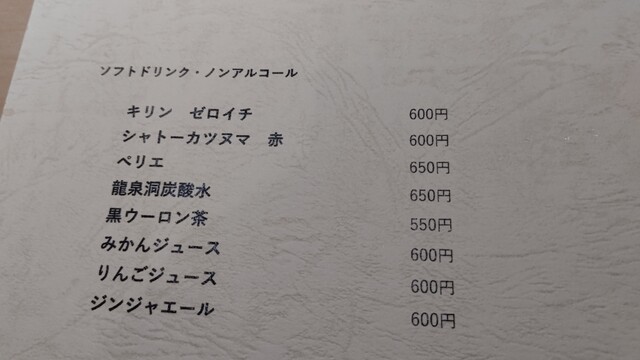 ソフトドリンク・ノンアルコール
キリン ゼロイチ 600円
シャトーカツヌマ 赤 600円
ペリエ 650円
龍泉洞炭酸水 650円
黒ウーロン茶 550円
みかんジュース 600円
りんごジュース 600円
ジンジャエール 600円